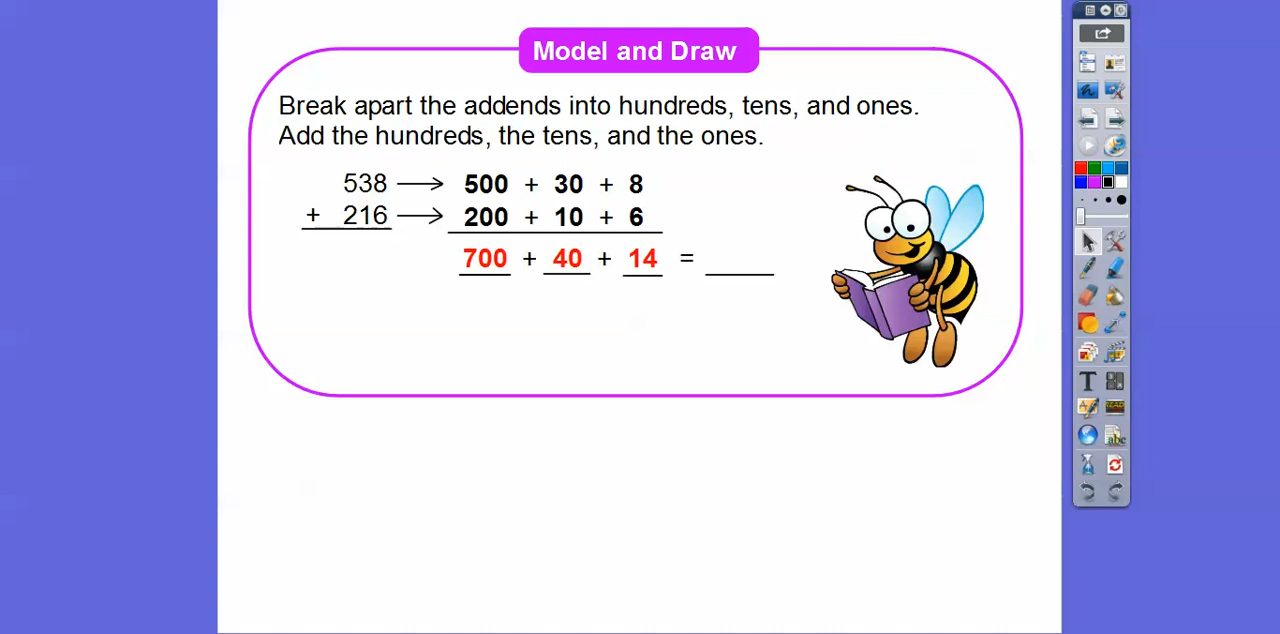 Model and Draw
Break apart the addends into hundreds, tens, and ones.
Add the hundreds, the tens, and the ones.
538 → 500 + 30 + 8
+ 216 → 200 + 10 + 6
700 + 40 + 14 = ____
T